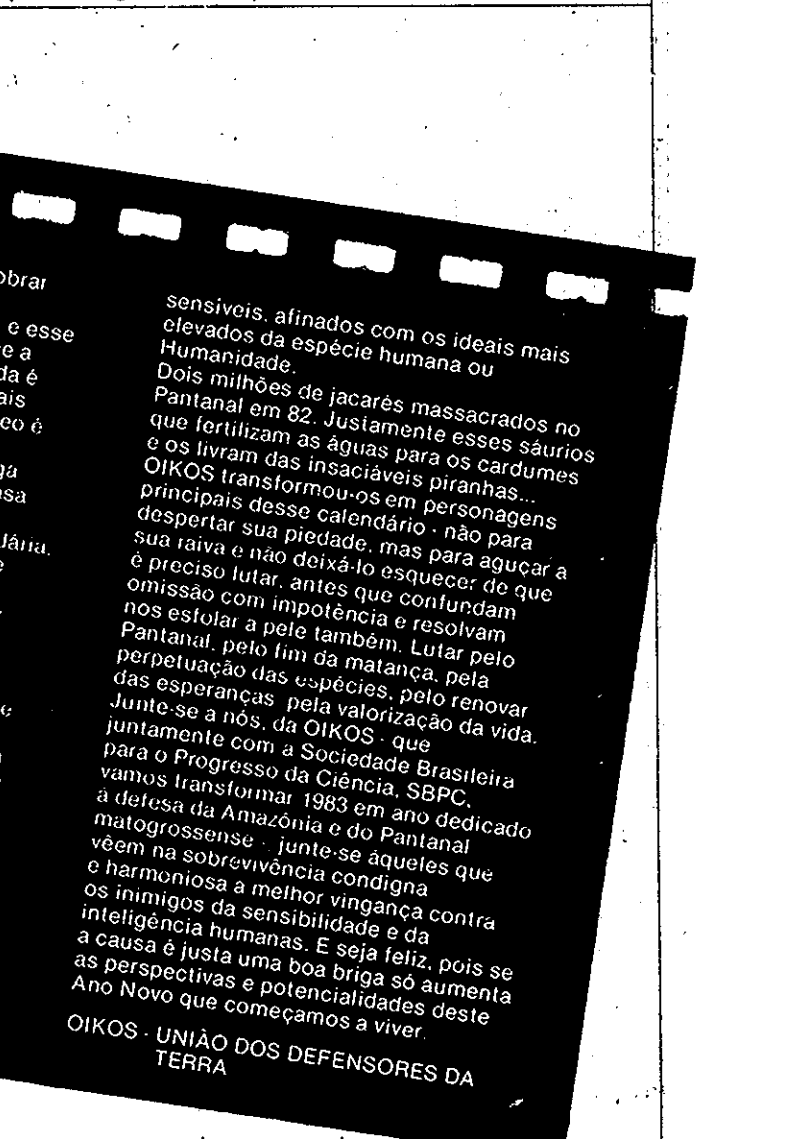 obrar
e esse
e a
da é
ais
eo é
ga
sa
dária.
e
e
sensíveis, afinados com os ideais mais
elevados da espécie humana ou
Humanidade.
Dois milhões de jacarés massacrados no
Pantanal em 82. Justamente esses sáurios
que fertilizam as águas para os cardumes
e os livram das insaciáveis piranhas...
OIKOS transformou-os em personagens
principais desse calendário - não para
despertar sua piedade, mas para aguçar a
sua raiva e não deixá-lo esquecer de que
é preciso lutar, antes que confundam
omissão com impotência e resolvam
nos esfolar a pele também. Lutar pelo
Pantanal, pelo fim da matança, pela
perpetuação das espécies, pelo renovar
das esperanças pela valorização da vida.
Junte-se a nós, da OIKOS - que
juntamente com a Sociedade Brasileira
para o Progresso da Ciência, SBPC,
vamos transformar 1983 em ano dedicado
à defesa da Amazônia e do Pantanal
matogrossense - junte-se àqueles que
vêem na sobrevivência condigna
e harmoniosa a melhor vingança contra
os inimigos da sensibilidade e da
inteligência humanas. E seja feliz, pois se
a causa é justa uma boa briga só aumenta
as perspectivas e potencialidades deste
Ano Novo que começamos a viver.
OIKOS - UNIÃO DOS DEFENSORES DA
TERRA